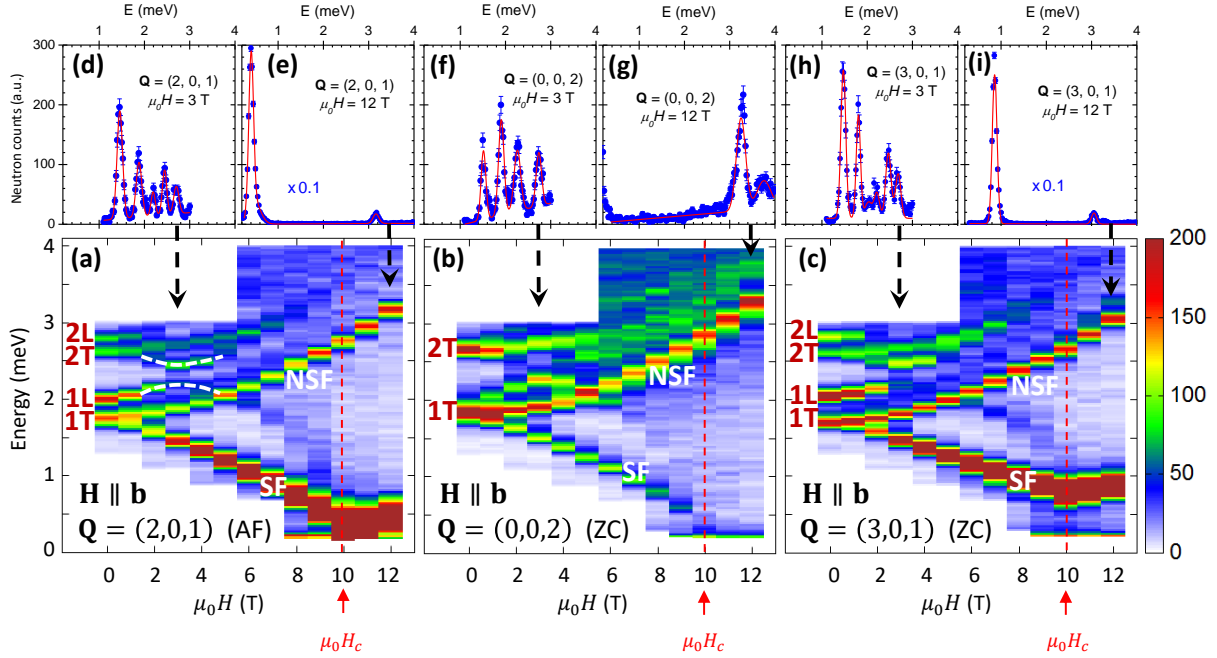 E (meV) E (meV) E (meV) E (meV) E (meV) E (meV)
1 2 3 4 1 2 3 4 1 2 3 4 1 2 3 4 1 2 3 4 1 2 3 4
Neutron counts (a.u.)
300
200
100
0
(d)
Q = (2, 0, 1)
μ₀H = 3 T
(e)
Q = (2, 0, 1)
μ₀H = 12 T
x 0.1
(f)
Q = (0, 0, 2)
μ₀H = 3 T
(g)
Q = (0, 0, 2)
μ₀H = 12 T
(h)
Q = (3, 0, 1)
μ₀H = 3 T
(i)
Q = (3, 0, 1)
μ₀H = 12 T
x 0.1
Energy (meV)
4
3
2
1
0
(a)
2L
2T
1L
1T
NSF
SF
H ∥ b
Q = (2,0,1) (AF)
0 2 4 6 8 10 12
μ₀H (T)
μ₀H𝑐
(b)
2T
1T
NSF
SF
H ∥ b
Q = (0,0,2) (ZC)
0 2 4 6 8 10 12
μ₀H (T)
μ₀H𝑐
(c)
2L
2T
1L
1T
NSF
SF
H ∥ b
Q = (3,0,1) (ZC)
0 2 4 6 8 10 12
μ₀H (T)
μ₀H𝑐
200
150
100
50
0